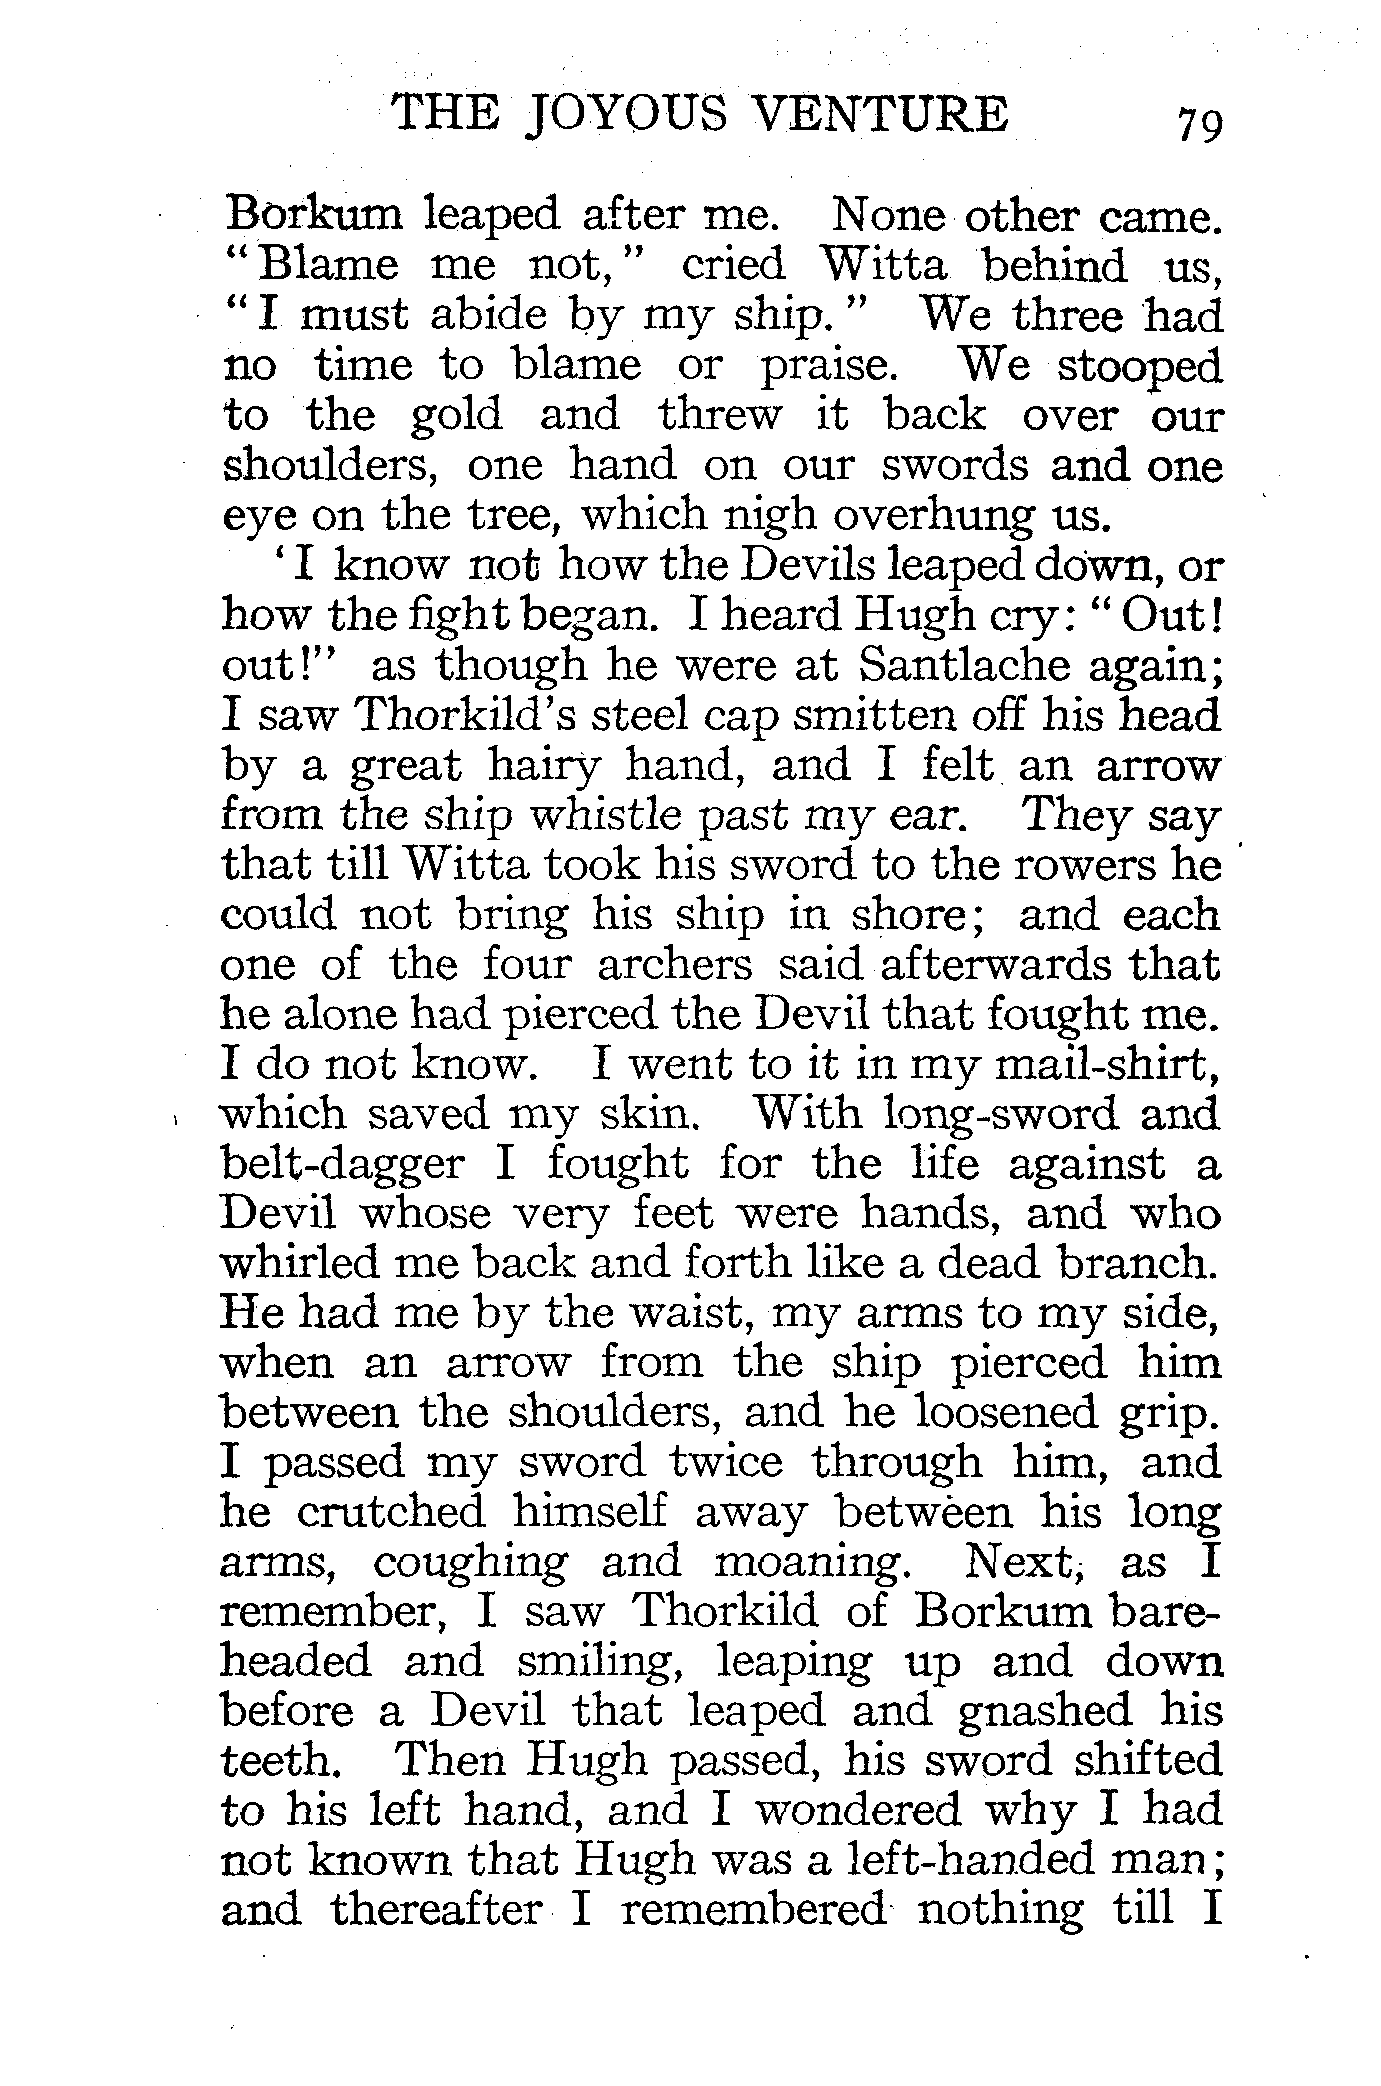 THE JOYOUS VENTURE 79
Borkum leaped after me. None other came.
“Blame me not,” cried Witta behind us,
“I must abide by my ship.” We three had
no time to blame or praise. We stooped
to the gold and threw it back over our
shoulders, one hand on our swords and one
eye on the tree, which nigh overhung us.
‘I know not how the Devils leaped down, or
how the fight began. I heard Hugh cry: “Out!
out!” as though he were at Santlache again;
I saw Thorkild’s steel cap smitten off his head
by a great hairy hand, and I felt an arrow
from the ship whistle past my ear. They say
that till Witta took his sword to the rowers he
could not bring his ship in shore; and each
one of the four archers said afterwards that
he alone had pierced the Devil that fought me.
I do not know. I went to it in my mail-shirt,
which saved my skin. With long-sword and
belt-dagger I fought for the life against a
Devil whose very feet were hands, and who
whirled me back and forth like a dead branch.
He had me by the waist, my arms to my side,
when an arrow from the ship pierced him
between the shoulders, and he loosened grip.
I passed my sword twice through him, and
he crutched himself away between his long
arms, coughing and moaning. Next, as I
remember, I saw Thorkild of Borkum bare-
headed and smiling, leaping up and down
before a Devil that leaped and gnashed his
teeth. Then Hugh passed, his sword shifted
to his left hand, and I wondered why I had
not known that Hugh was a left-handed man;
and thereafter I remembered nothing till I